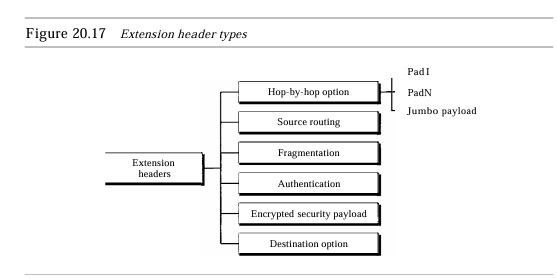 Figure 20.17 Extension header types
Pad I
Hop-by-hop option
PadN
Jumbo payload
Source routing
Fragmentation
Extension
headers
Authentication
Encrypted security payload
Destination option